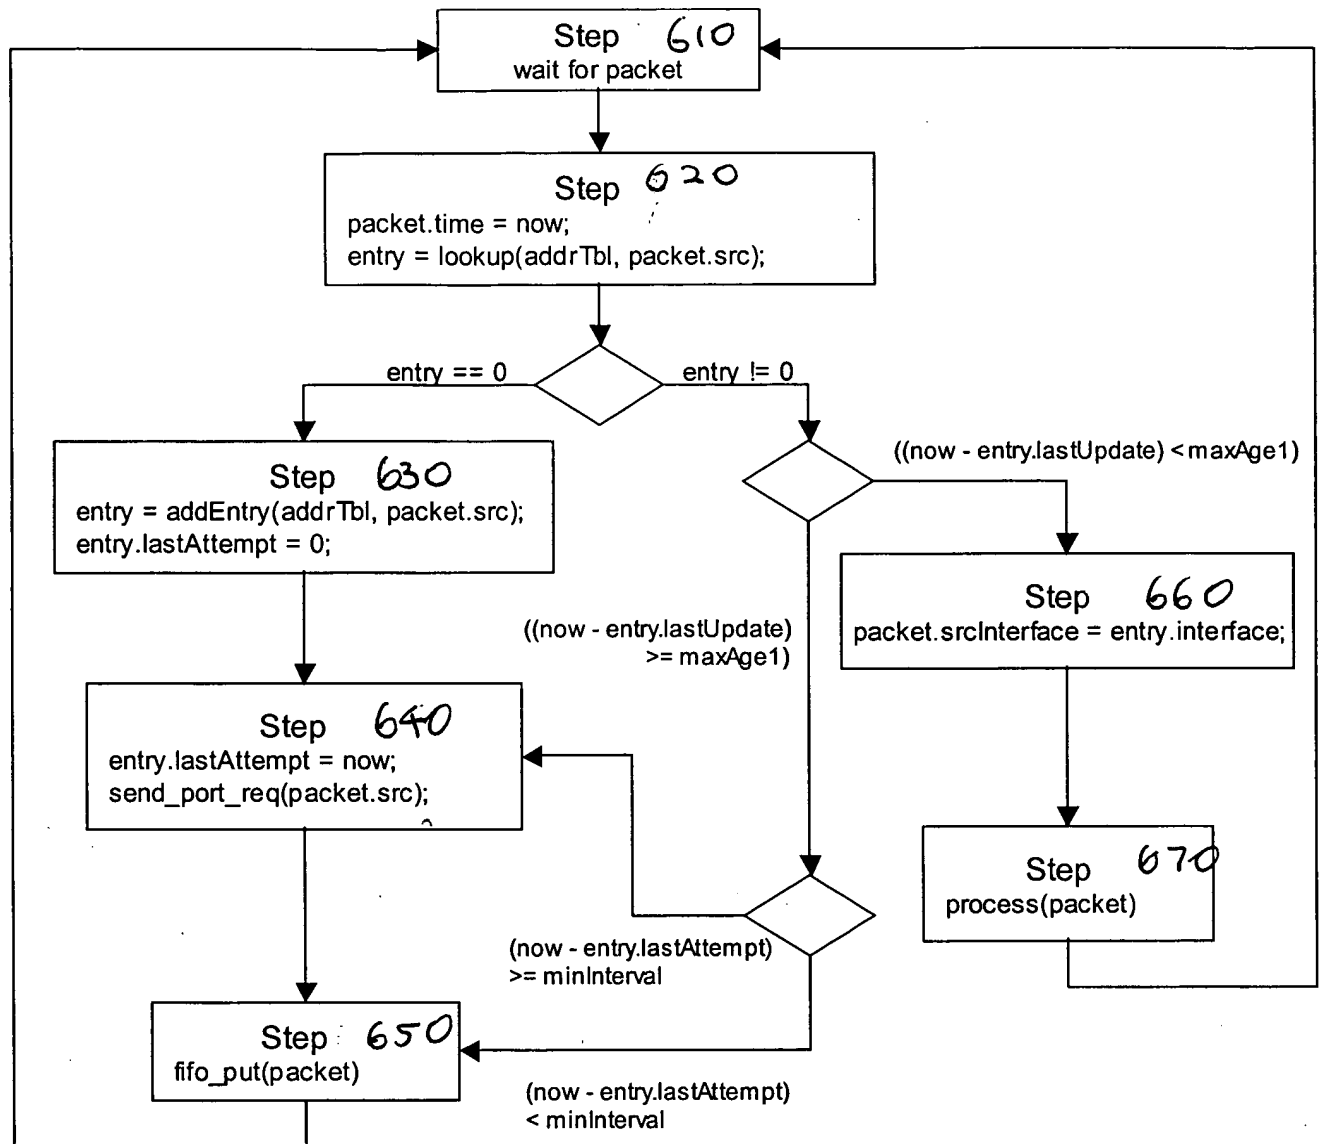 Step 610
wait for packet
Step 620
packet.time = now;
entry = lookup(addrTbl, packet.src);
entry == 0
entry != 0
((now - entry.lastUpdate) < maxAge1)
Step 630
entry = addEntry(addrTbl, packet.src);
entry.lastAttempt = 0;
Step 660
packet.srcInterface = entry.interface;
((now - entry.lastUpdate)
>= maxAge1)
Step 640
entry.lastAttempt = now;
send_port_req(packet.src);
Step 670
process(packet)
(now - entry.lastAttempt)
>= minInterval
Step 650
fifo_put(packet)
(now - entry.lastAttempt)
< minInterval